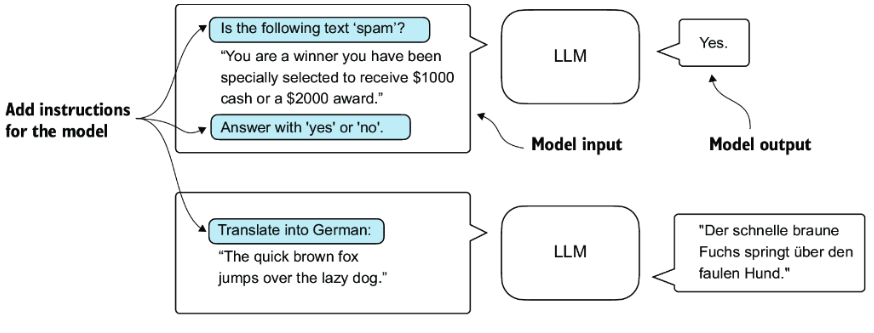 Is the following text ‘spam’?
“You are a winner you have been
specially selected to receive $1000
cash or a $2000 award.”
Answer with 'yes' or 'no'.
LLM
Yes.
Add instructions
for the model
Model input
Model output
Translate into German:
“The quick brown fox
jumps over the lazy dog.”
LLM
"Der schnelle braune
Fuchs springt über den
faulen Hund."